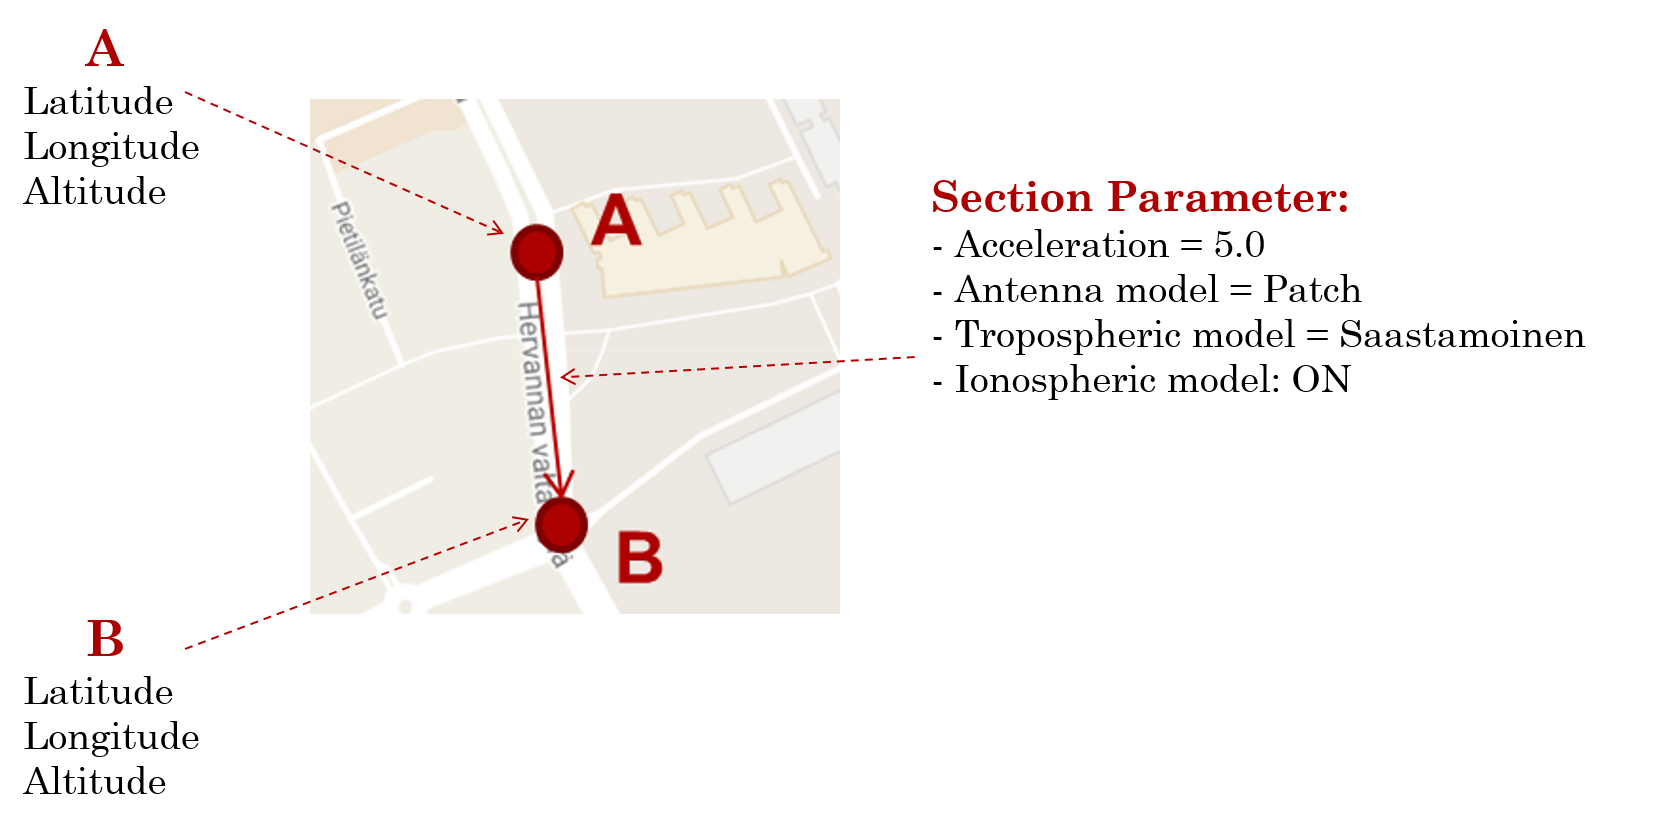 A
Latitude
Longitude
Altitude
Pietilänkatu
A
Hervannan valta
ä
B
B
Latitude
Longitude
Altitude
Section Parameter:
- Acceleration = 5.0
- Antenna model = Patch
- Tropospheric model = Saastamoinen
- Ionospheric model: ON